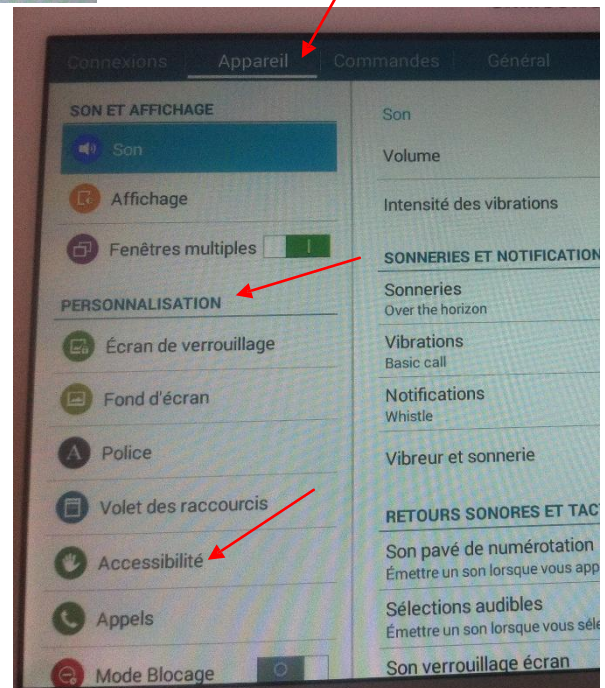 Connexions
Appareil
Commandes
Général
SON ET AFFICHAGE
Son
Affichage
Fenêtres multiples
PERSONNALISATION
Écran de verrouillage
Fond d'écran
Police
Volet des raccourcis
Accessibilité
Appels
Mode Blocage
Son
Volume
Intensité des vibrations
SONNERIES ET NOTIFICATION
Sonneries
Over the horizon
Vibrations
Basic call
Notifications
Whistle
Vibreur et sonnerie
RETOURS SONORES ET TACT
Son pavé de numérotation
Émettre un son lorsque vous app
Sélections audibles
Émettre un son lorsque vous séle
Son verrouillage écran